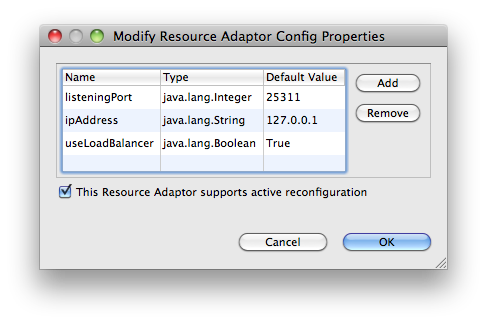 Modify Resource Adaptor Config Properties
Name Type Default Value
listeningPort java.lang.Integer 25311
ipAddress java.lang.String 127.0.0.1
useLoadBalancer java.lang.Boolean True
Add
Remove
This Resource Adaptor supports active reconfiguration
Cancel OK